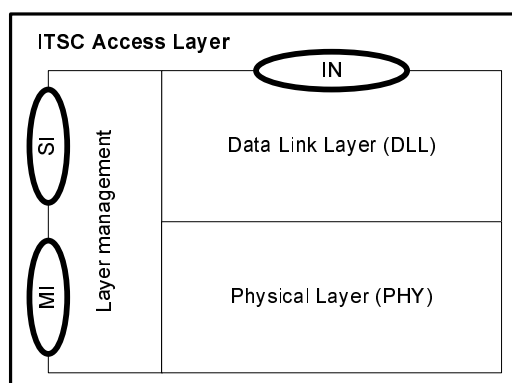 ITSC Access Layer
IN
SI
Data Link Layer (DLL)
Layer management
MI
Physical Layer (PHY)